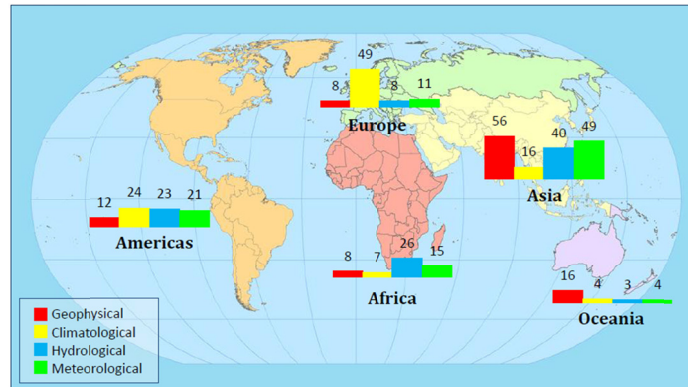 49
8
8
11
Europe
56
16
40
49
Asia
12
24
23
21
Americas
8
7
26
15
Africa
16
4
3
4
Oceania
Geophysical
Climatological
Hydrological
Meteorological